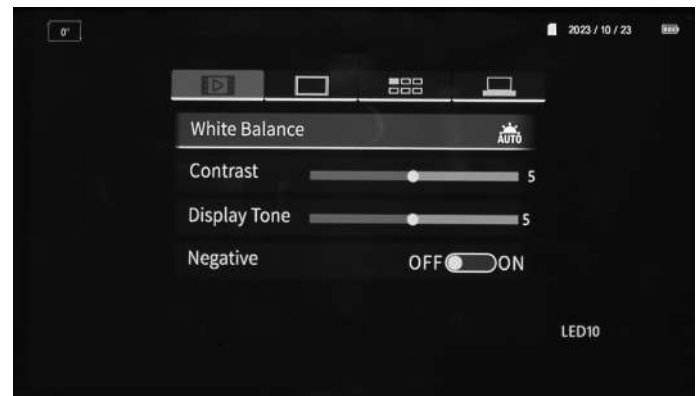 0°
2023 / 10 / 23
White Balance
AUTO
Contrast 5
Display Tone 5
Negative OFF ON
LED10